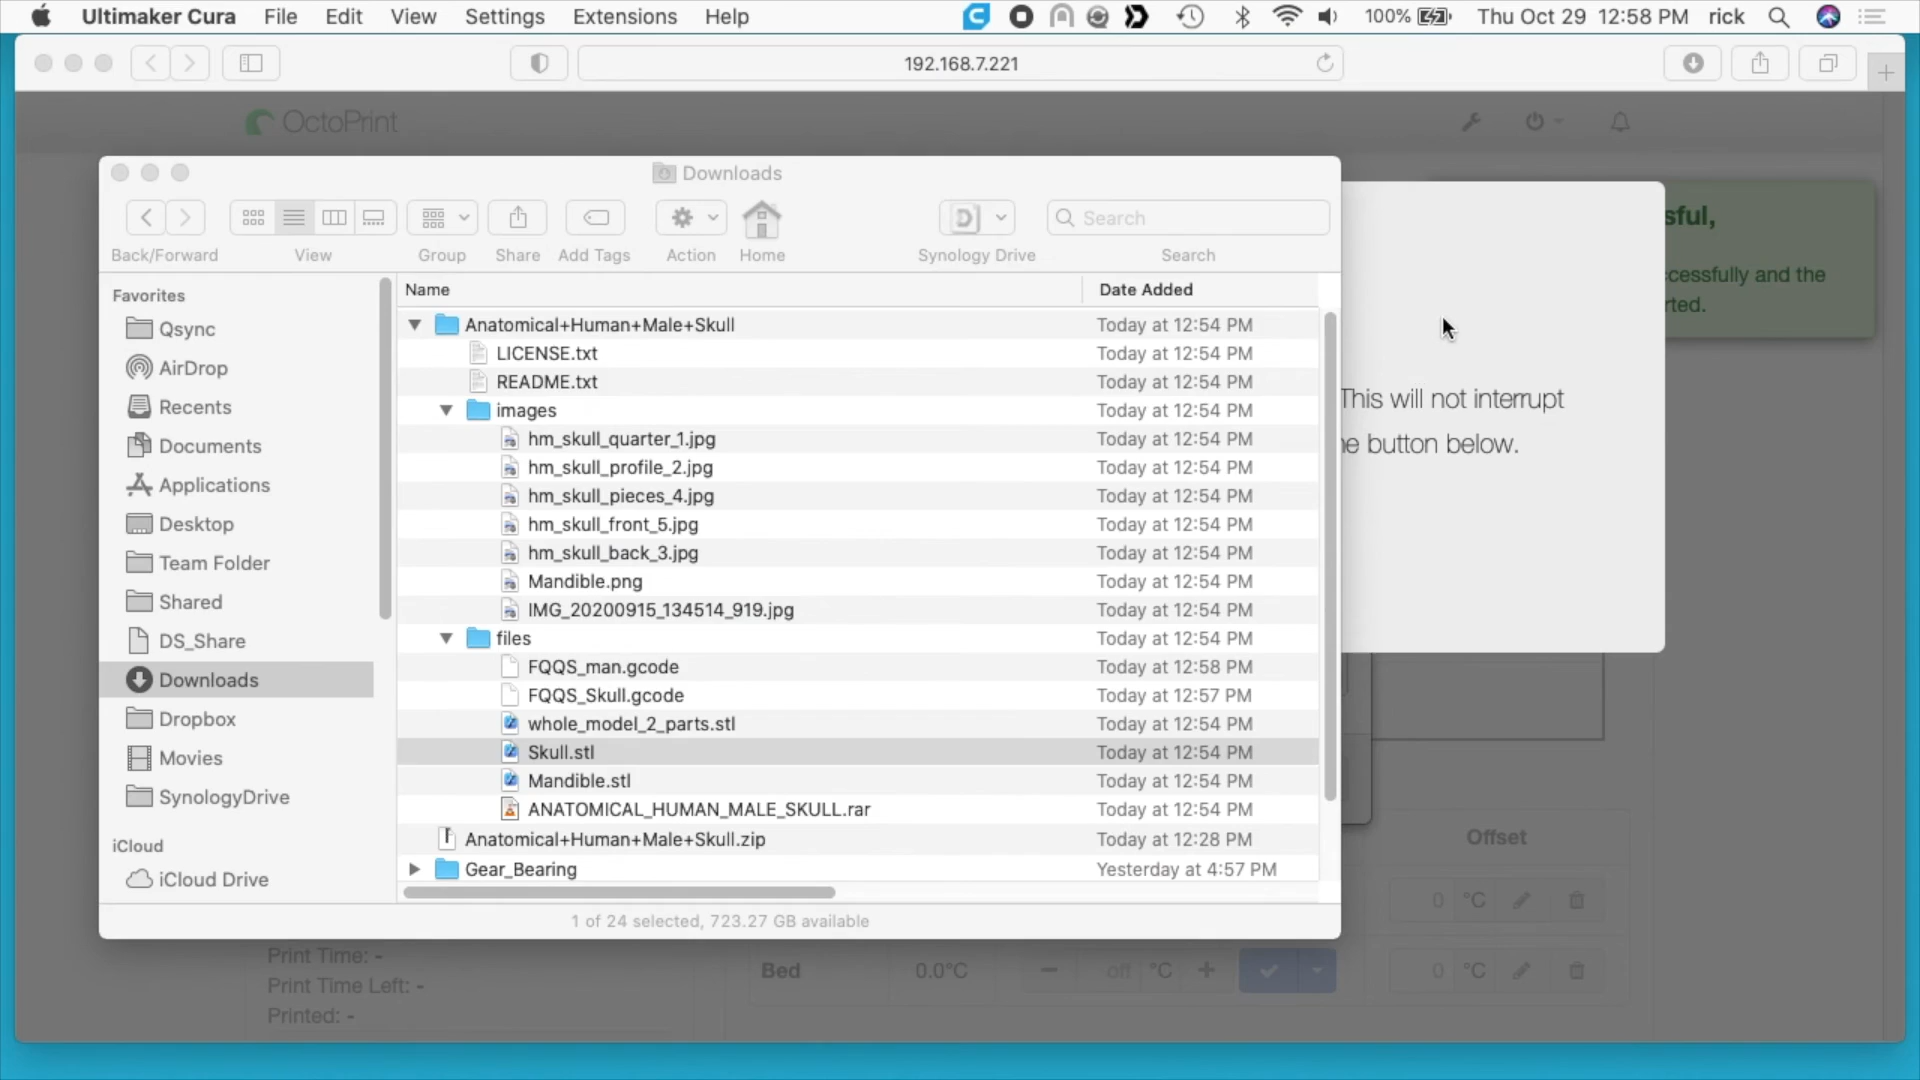 Ultimaker Cura File Edit View Settings Extensions Help 100% Thu Oct 29 12:58 PM rick
192.168.7.221
OctoPrint
Downloads
Search
Back/Forward View Group Share Add Tags Action Home Synology Drive Search
Favorites
Qsync
AirDrop
Recents
Documents
Applications
Desktop
Team Folder
Shared
DS_Share
Downloads
Dropbox
Movies
SynologyDrive
iCloud
iCloud Drive
Name Date Added
Anatomical+Human+Male+Skull Today at 12:54 PM
LICENSE.txt Today at 12:54 PM
README.txt Today at 12:54 PM
images Today at 12:54 PM
hm_skull_quarter_1.jpg Today at 12:54 PM
hm_skull_profile_2.jpg Today at 12:54 PM
hm_skull_pieces_4.jpg Today at 12:54 PM
hm_skull_front_5.jpg Today at 12:54 PM
hm_skull_back_3.jpg Today at 12:54 PM
Mandible.png Today at 12:54 PM
IMG_20200915_134514_919.jpg Today at 12:54 PM
files Today at 12:54 PM
FQQS_man.gcode Today at 12:58 PM
FQQS_Skull.gcode Today at 12:57 PM
whole_model_2_parts.stl Today at 12:54 PM
Skull.stl Today at 12:54 PM
Mandible.stl Today at 12:54 PM
ANATOMICAL_HUMAN_MALE_SKULL.rar Today at 12:54 PM
Anatomical+Human+Male+Skull.zip Today at 12:28 PM
Gear_Bearing Yesterday at 4:57 PM
1 of 24 selected, 723.27 GB available
sful,
cessfully and the
rted.
This will not interrupt
he button below.
Offset
0 °C
Print Time: -
Print Time Left: -
Printed: -
Bed 0.0°C off °C 0 °C